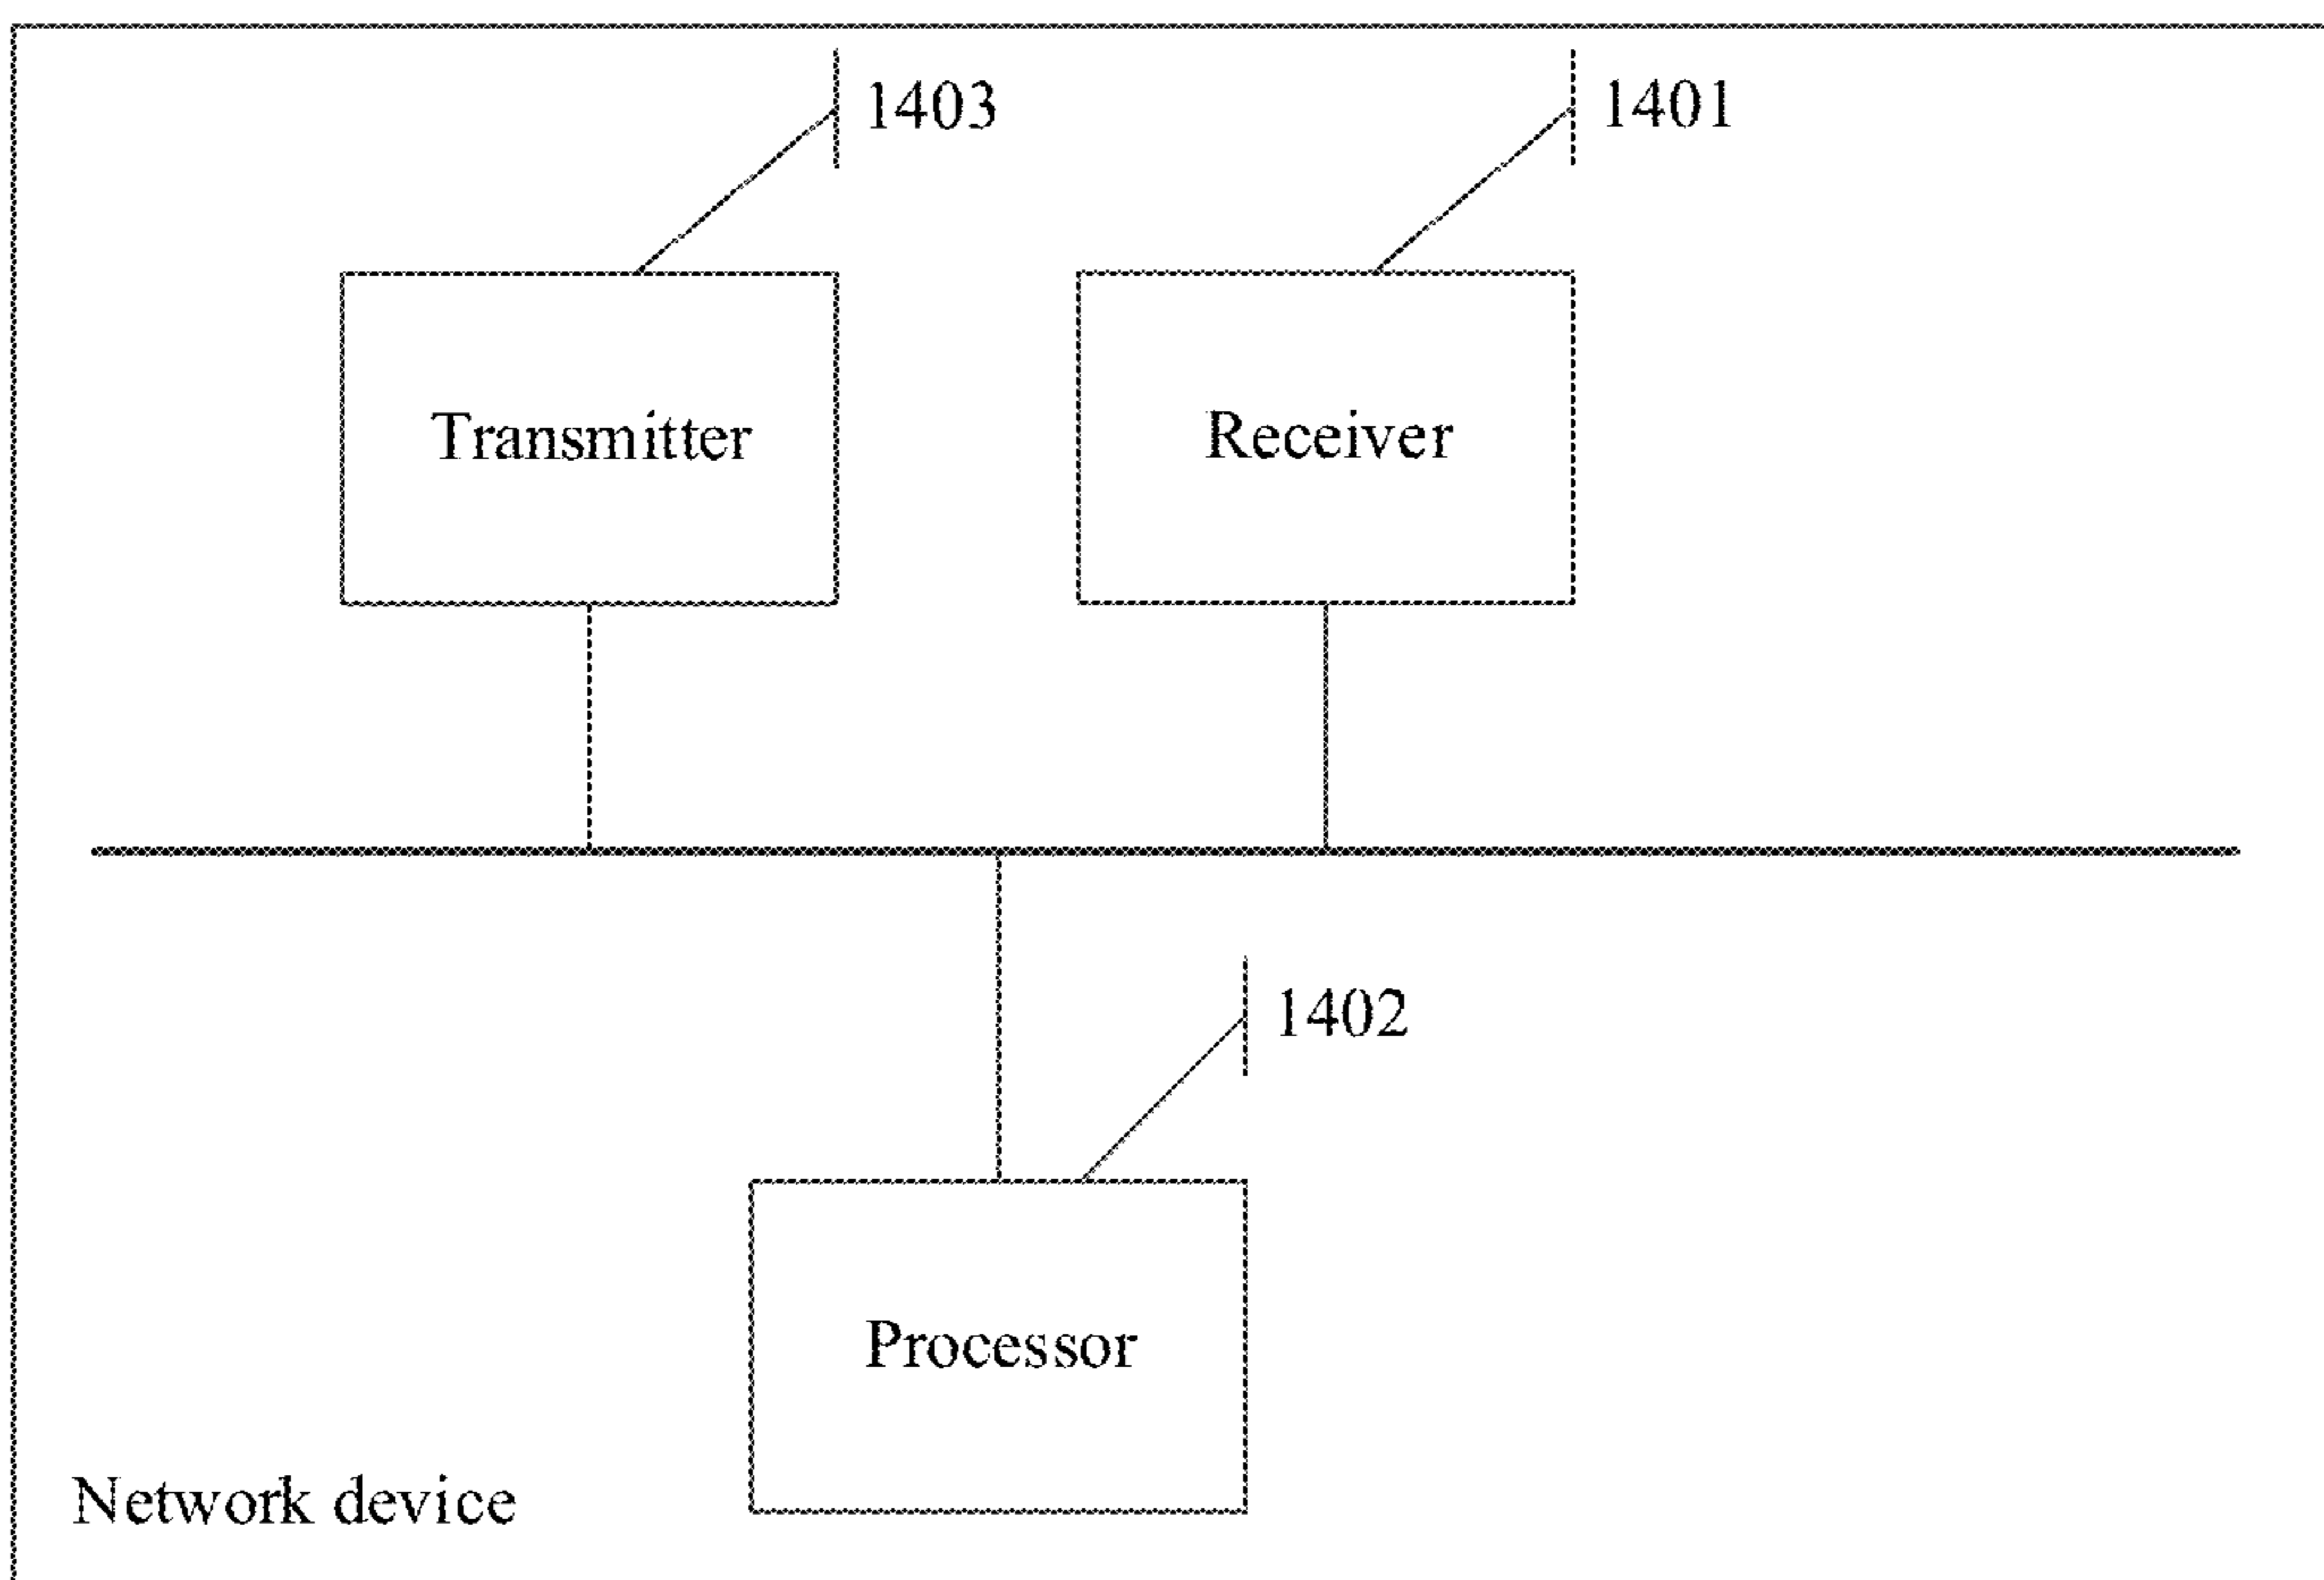 1403
1401
Transmitter
Receiver
1402
Processor
Network device